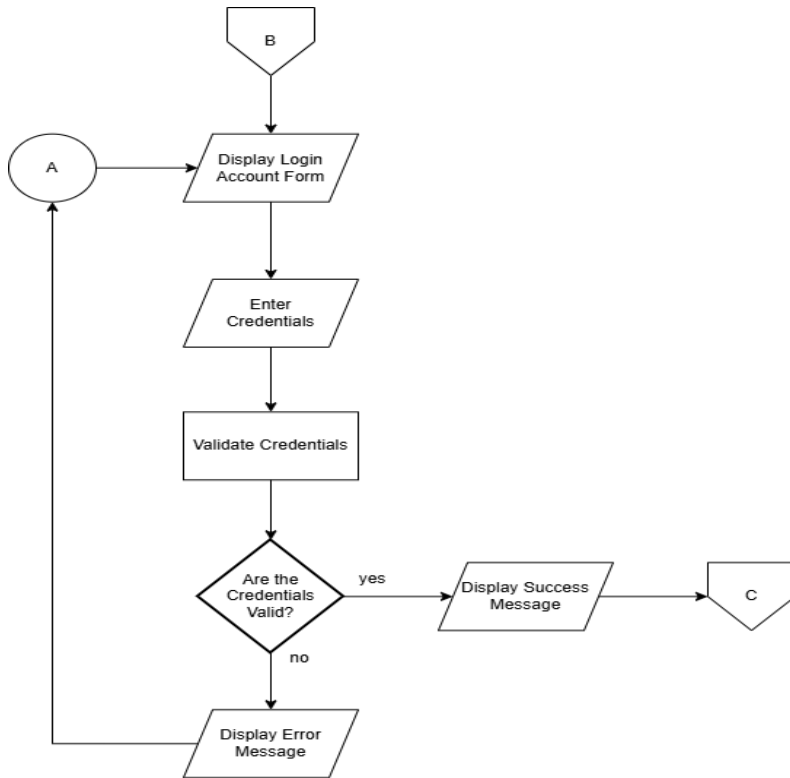 B
A
Display Login
Account Form
Enter
Credentials
Validate Credentials
Are the
Credentials
Valid?
yes
Display Success
Message
C
no
Display Error
Message